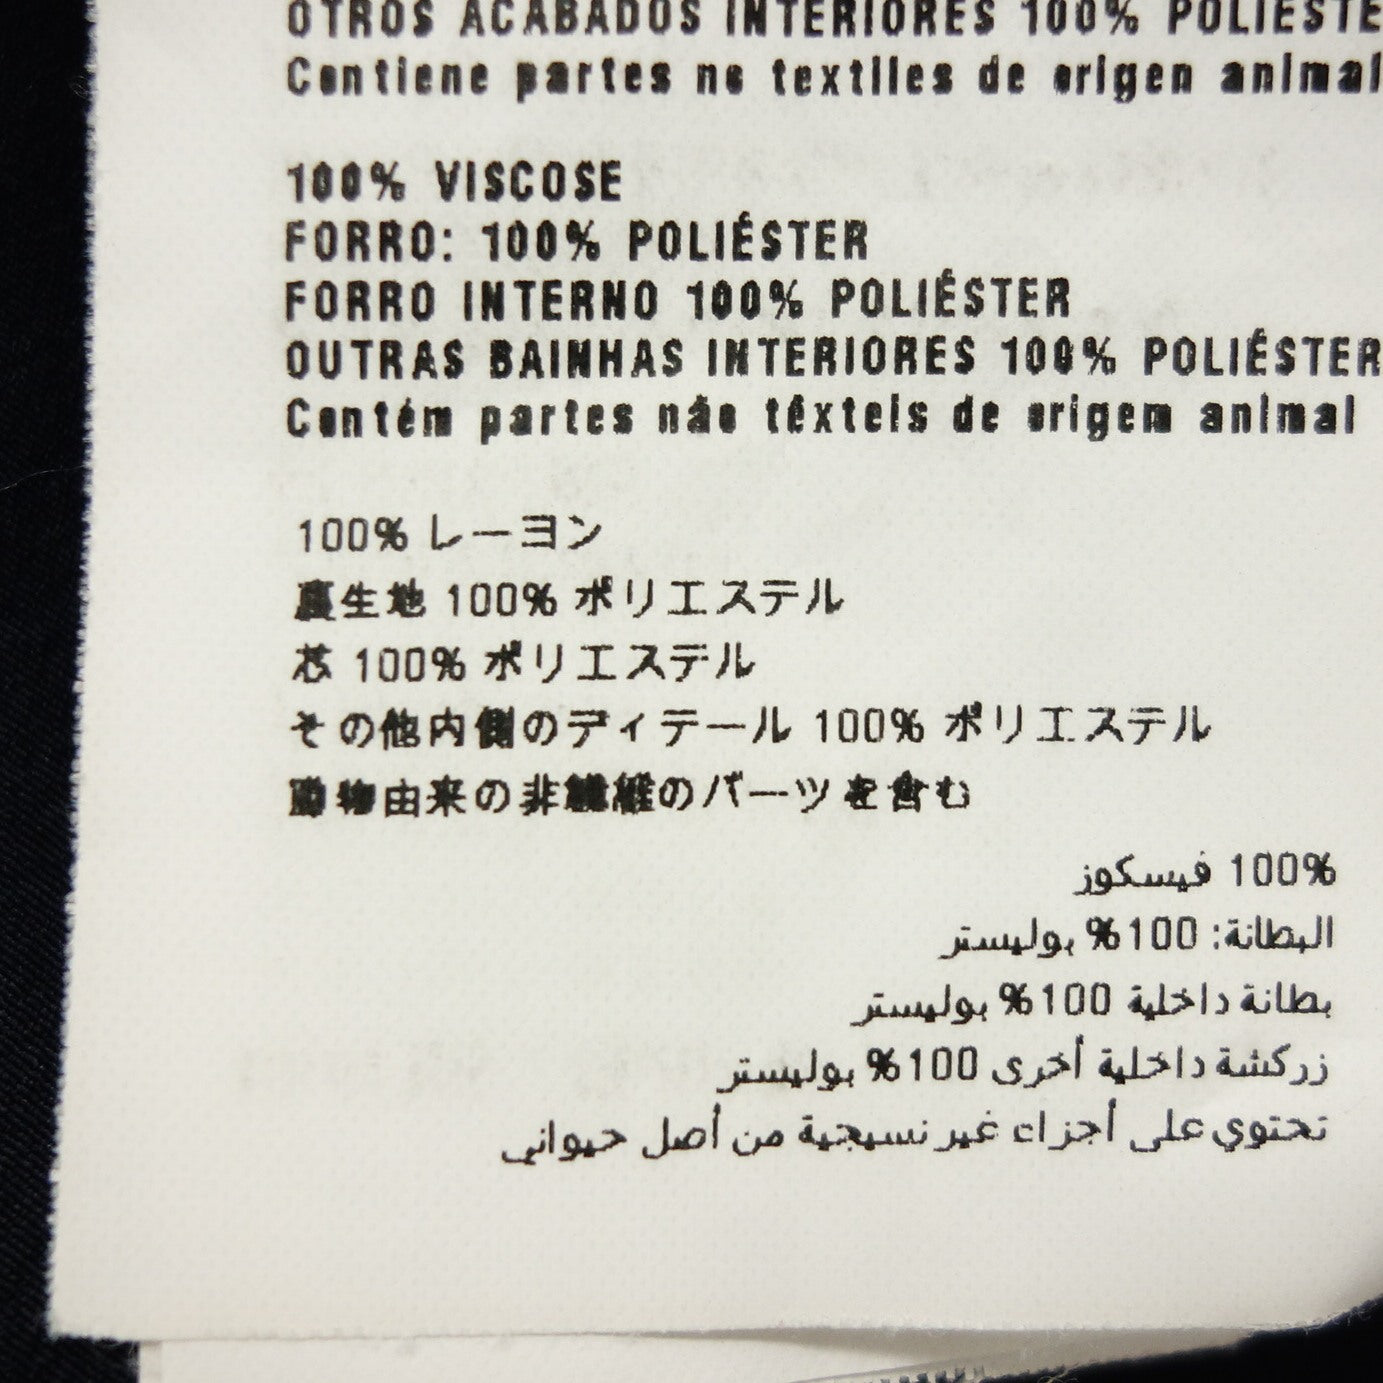 OTROS ACABADOS INTERIORES 100% POLIESTE
Contiene partes no textiles de origen animal
100% VISCOSE
FORRO: 100% POLIÉSTER
FORRO INTERNO 100% POLIÉSTER
OUTRAS BAINHAS INTERIORES 100% POLIÉSTER
Contém partes não têxteis de origem animal
100% レーヨン
裏生地 100% ポリエステル
芯 100% ポリエステル
その他内側のディテール 100% ポリエステル
動物由来の非繊維のパーツを含む
100% فيسكوز
البطانة: 100% بوليستر
بطانة داخلية 100% بوليستر
زركشة داخلية أخرى 100% بوليستر
تحتوي على أجزاء غير نسيجية من أصل حيواني